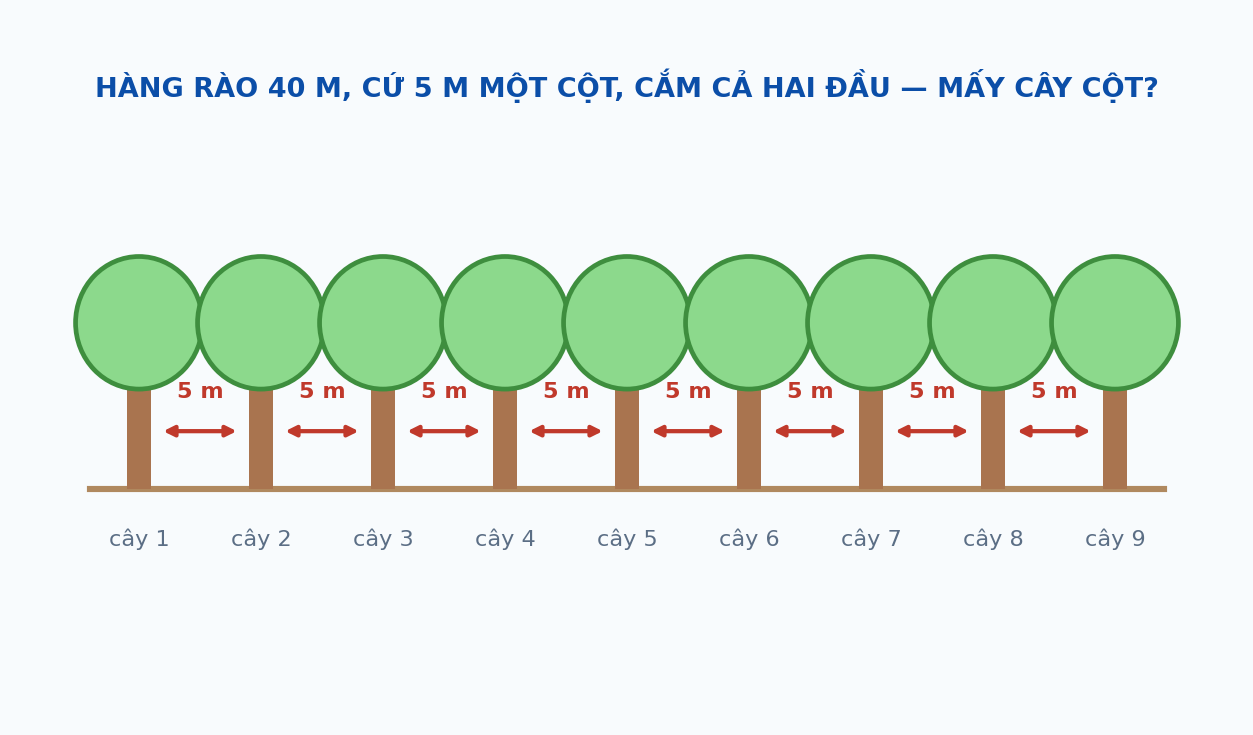 HÀNG RÀO 40 M, CỨ 5 M MỘT CỘT, CẮM CẢ HAI ĐẦU — MẤY CÂY CỘT?
5 m 5 m 5 m 5 m 5 m 5 m 5 m 5 m
cây 1 cây 2 cây 3 cây 4 cây 5 cây 6 cây 7 cây 8 cây 9